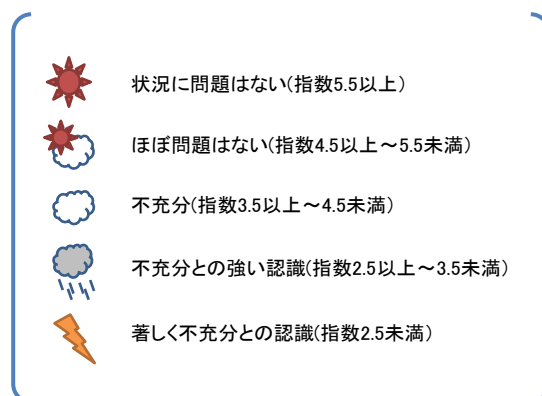 状況に問題はない(指数5.5以上)
ほぼ問題はない(指数4.5以上～5.5未満)
不充分(指数3.5以上～4.5未満)
不充分との強い認識(指数2.5以上～3.5未満)
著しく不充分との認識(指数2.5未満)